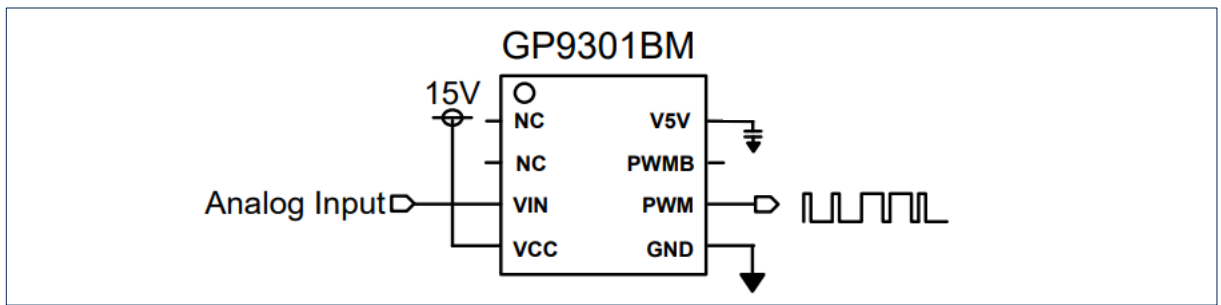 GP9301BM
15V
NC V5V
NC PWMB
Analog Input VIN PWM
VCC GND